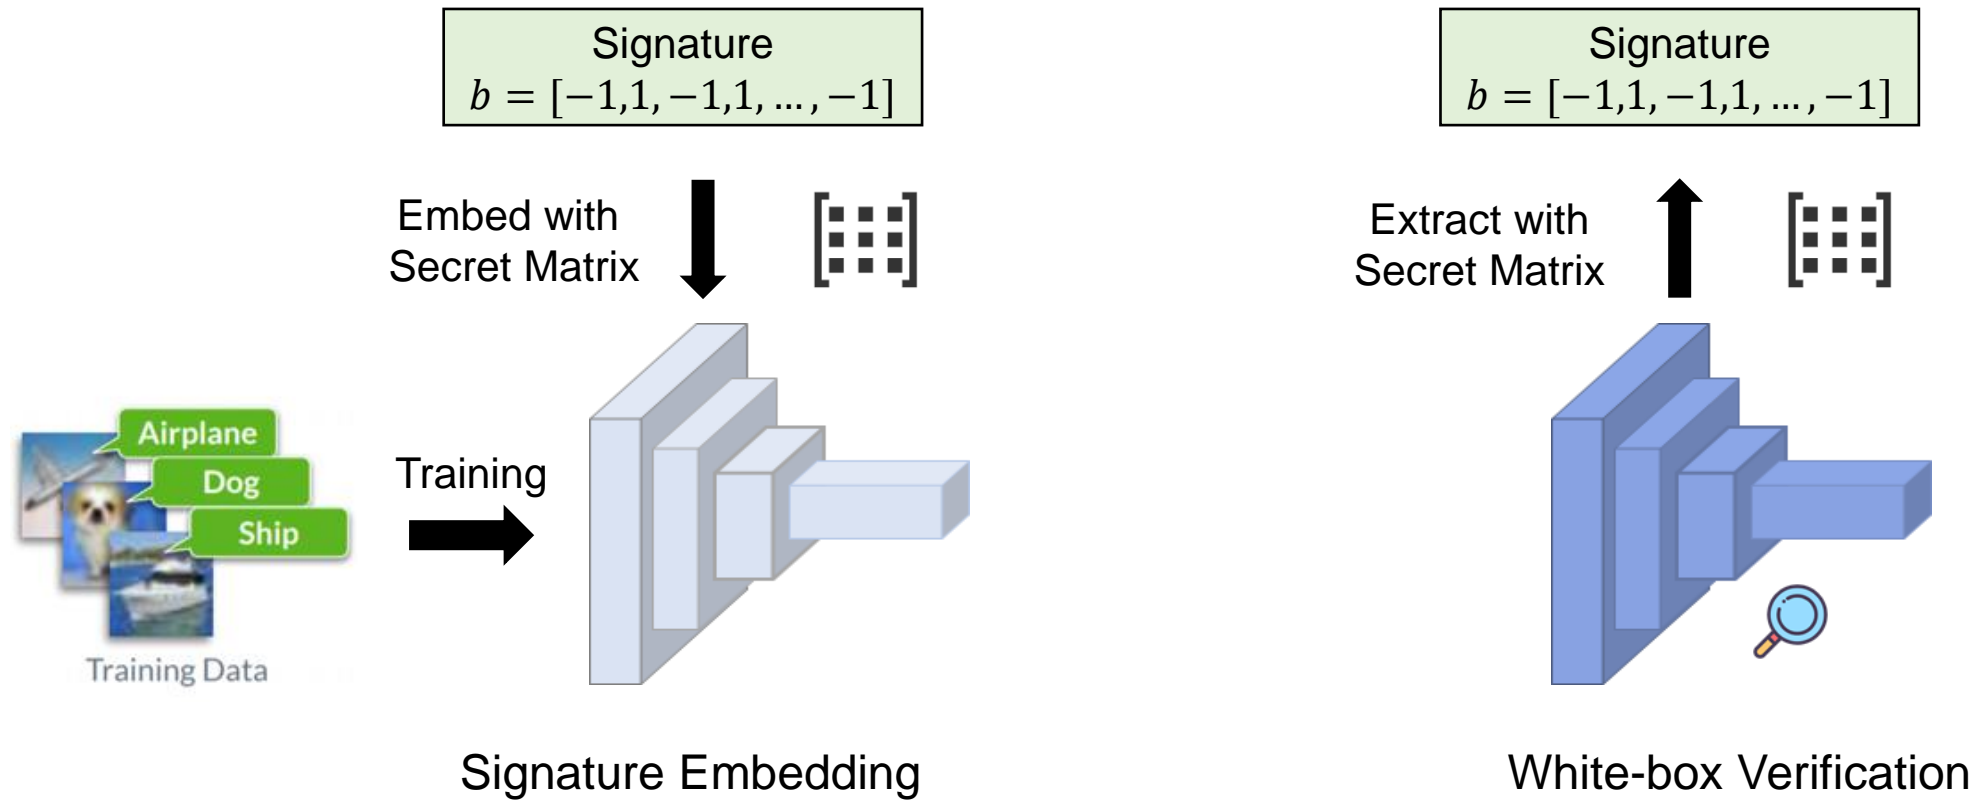 Signature
b = [−1,1, −1,1, … , −1]
Embed with
Secret Matrix
Airplane
Dog
Ship
Training Data
Training
Signature Embedding
Signature
b = [−1,1, −1,1, … , −1]
Extract with
Secret Matrix
White-box Verification